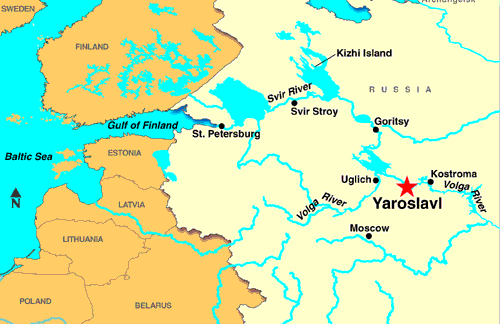 SWEDEN
Archangelsk
FINLAND
Kizhi Island
RUSSIA
Svir River
Svir Stroy
Gulf of Finland
St. Petersburg
Goritsy
Baltic Sea
ESTONIA
N
Uglich
Kostroma
Volga River
Yaroslavl
LATVIA
Volga River
Moscow
LITHUANIA
POLAND
BELARUS